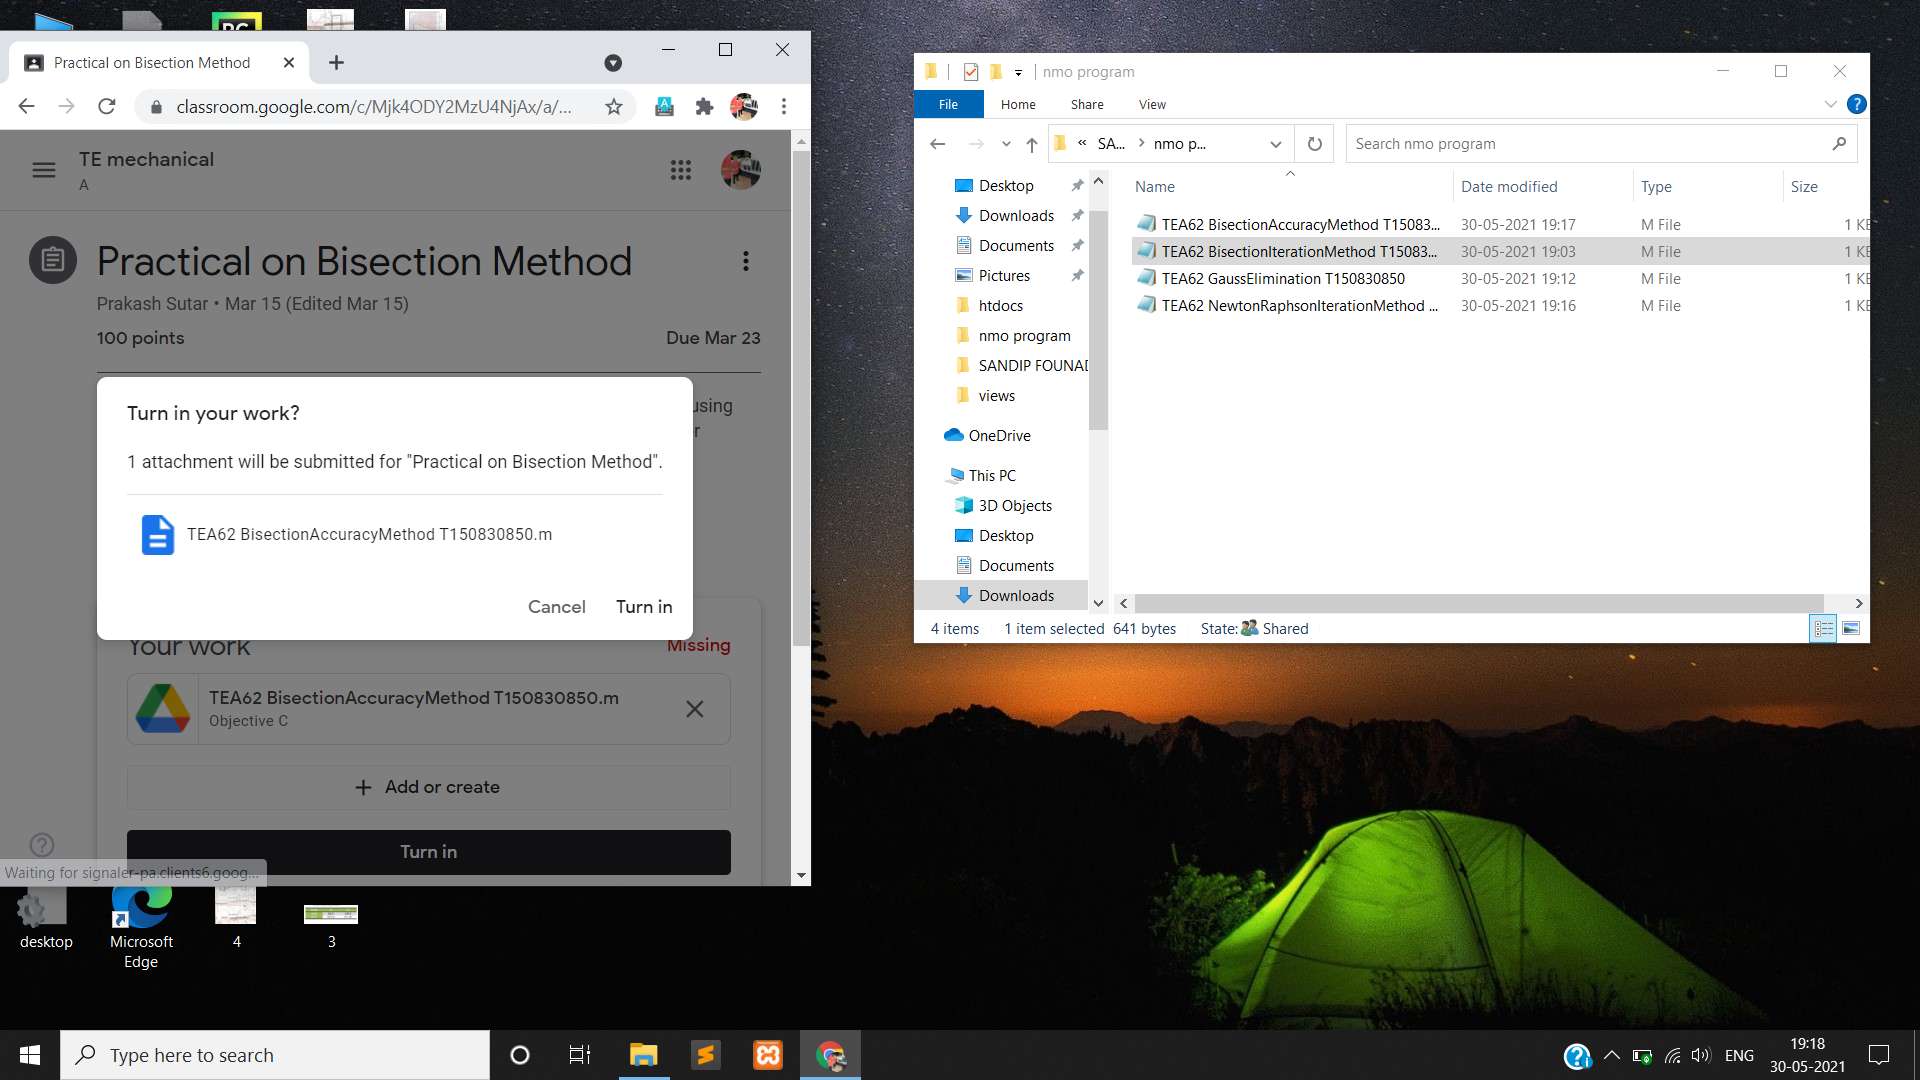 PC
Practical on Bisection Method
classroom.google.com/c/Mjk4ODY2MzU4NjAx/a/...
TE mechanical
A
Practical on Bisection Method
Prakash Sutar • Mar 15 (Edited Mar 15)
100 points
Due Mar 23
using
r
Turn in your work?
1 attachment will be submitted for "Practical on Bisection Method".
TEA62 BisectionAccuracyMethod T150830850.m
Cancel
Turn in
Your work
Missing
TEA62 BisectionAccuracyMethod T150830850.m
Objective C
+ Add or create
Turn in
Waiting for signaler-pa.clients6.goog...
nmo program
File
Home
Share
View
« SA...
nmo p...
Search nmo program
Desktop
Downloads
Documents
Pictures
htdocs
nmo program
SANDIP FOUNAD
views
OneDrive
This PC
3D Objects
Desktop
Documents
Downloads
Name
Date modified
Type
Size
TEA62 BisectionAccuracyMethod T15083... 30-05-2021 19:17 M File 1 KB
TEA62 BisectionIterationMethod T15083... 30-05-2021 19:03 M File 1 KB
TEA62 GaussElimination T150830850 30-05-2021 19:12 M File 1 KB
TEA62 NewtonRaphsonIterationMethod ... 30-05-2021 19:16 M File 1 KB
4 items
1 item selected 641 bytes
State: Shared
desktop
Microsoft
Edge
4
3
Type here to search
ENG
19:18
30-05-2021